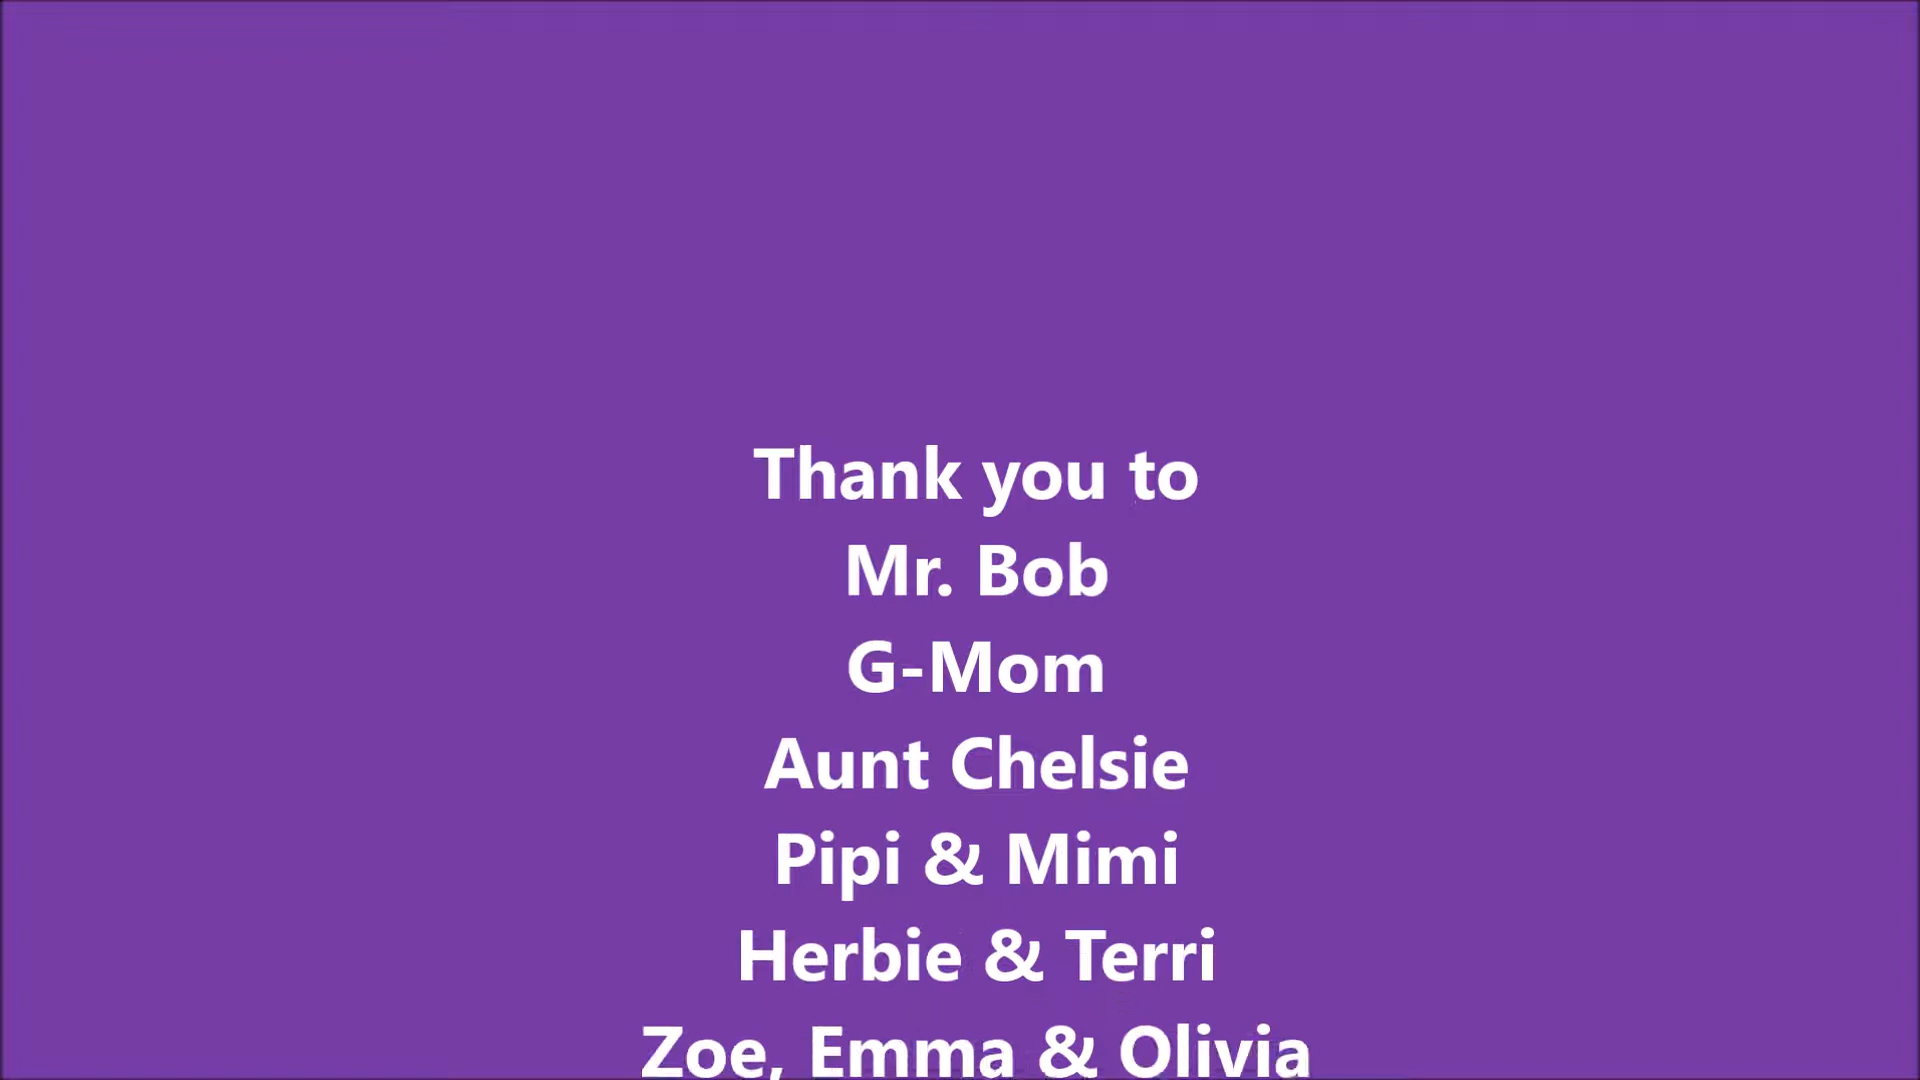 Thank you to
Mr. Bob
G-Mom
Aunt Chelsie
Pipi & Mimi
Herbie & Terri
Zoe, Emma & Olivia